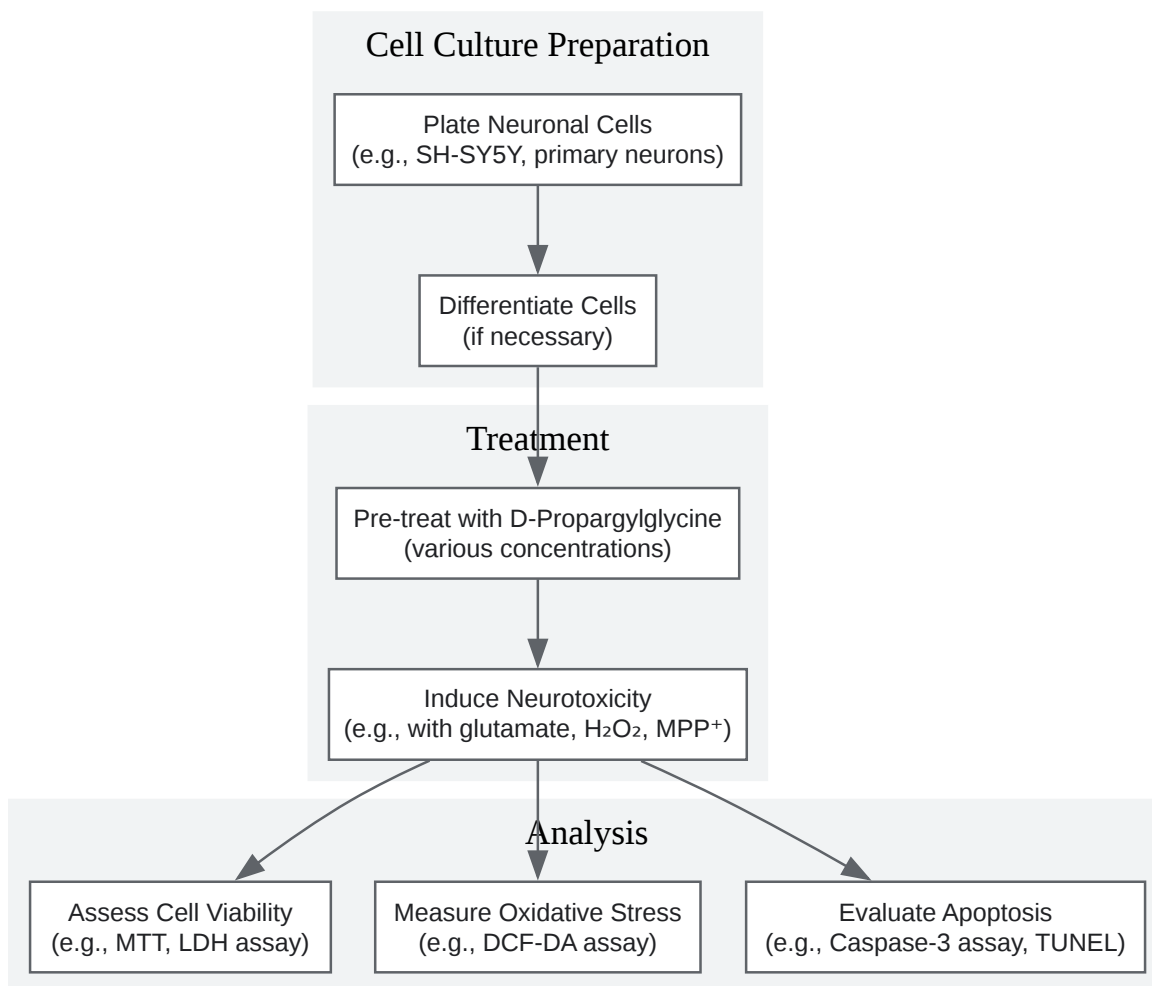 Cell Culture Preparation
Plate Neuronal Cells
(e.g., SH-SY5Y, primary neurons)
Differentiate Cells
(if necessary)
Treatment
Pre-treat with D-Propargylglycine
(various concentrations)
Induce Neurotoxicity
(e.g., with glutamate, H₂O₂, MPP⁺)
Analysis
Assess Cell Viability
(e.g., MTT, LDH assay)
Measure Oxidative Stress
(e.g., DCF-DA assay)
Evaluate Apoptosis
(e.g., Caspase-3 assay, TUNEL)